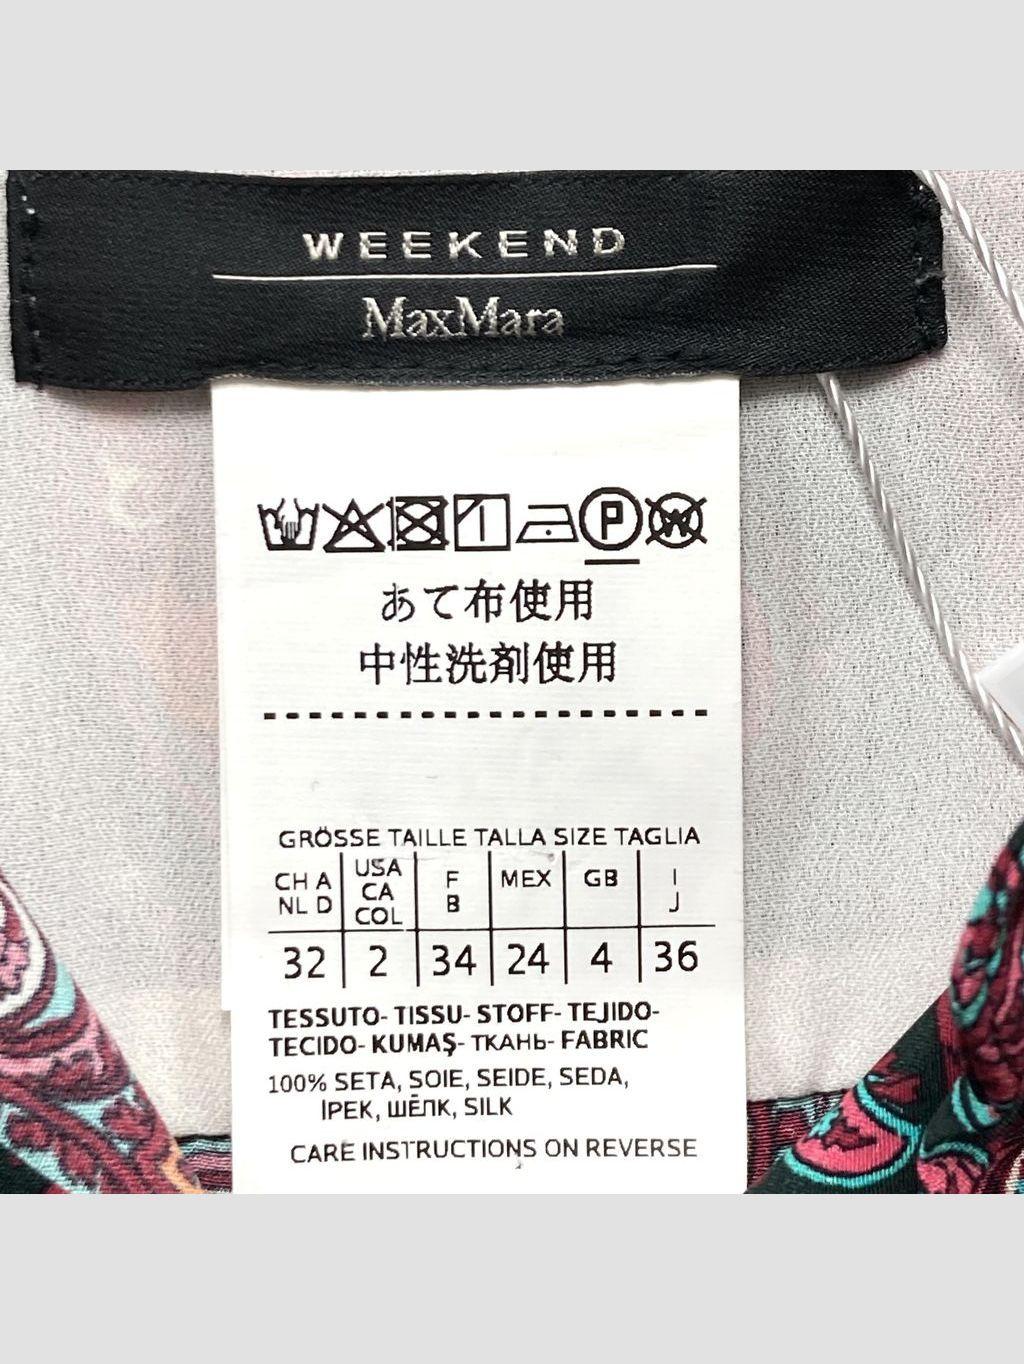 WEEKEND
MaxMara
P
W
あて布使用
中性洗剤使用
GRÖSSE TAILLE TALLA SIZE TAGLIA
CH A NL D
USA CA COL
F B
MEX
GB
I J
32 2 34 24 4 36
TESSUTO- TISSU- STOFF- TEJIDO-
TECIDO- KUMAŞ- ТКАНЬ- FABRIC
100% SETA, SOIE, SEIDE, SEDA,
İPEK, ШЁЛК, SILK
CARE INSTRUCTIONS ON REVERSE